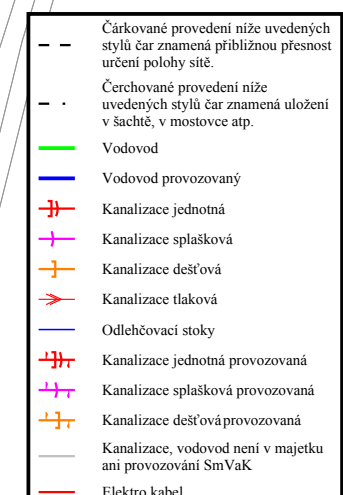 Čárkované provedení níže uvedených
stylů čar znamená přibližnou přesnost
určení polohy sítě.
Čerchované provedení níže
uvedených stylů čar znamená uložení
v šachtě, v mostovce atp.
Vodovod
Vodovod provozovaný
Kanalizace jednotná
Kanalizace splašková
Kanalizace dešťová
Kanalizace tlaková
Odlehčovací stoky
Kanalizace jednotná provozovaná
Kanalizace splašková provozovaná
Kanalizace dešťová provozovaná
Kanalizace, vodovod není v majetku
ani provozování SmVaK
Elektro kabel